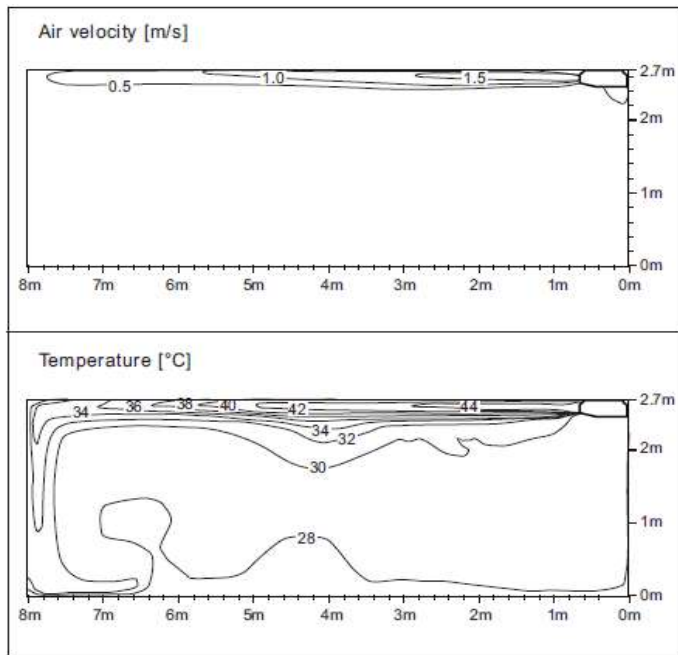 Air velocity [m/s]
2.7m
1.5
1.0
0.5
2m
1m
0m
8m 7m 6m 5m 4m 3m 2m 1m 0m
Temperature [°C]
2.7m
34 36 38 40 42 44
34
32
30
2m
1m
28
0m
8m 7m 6m 5m 4m 3m 2m 1m 0m